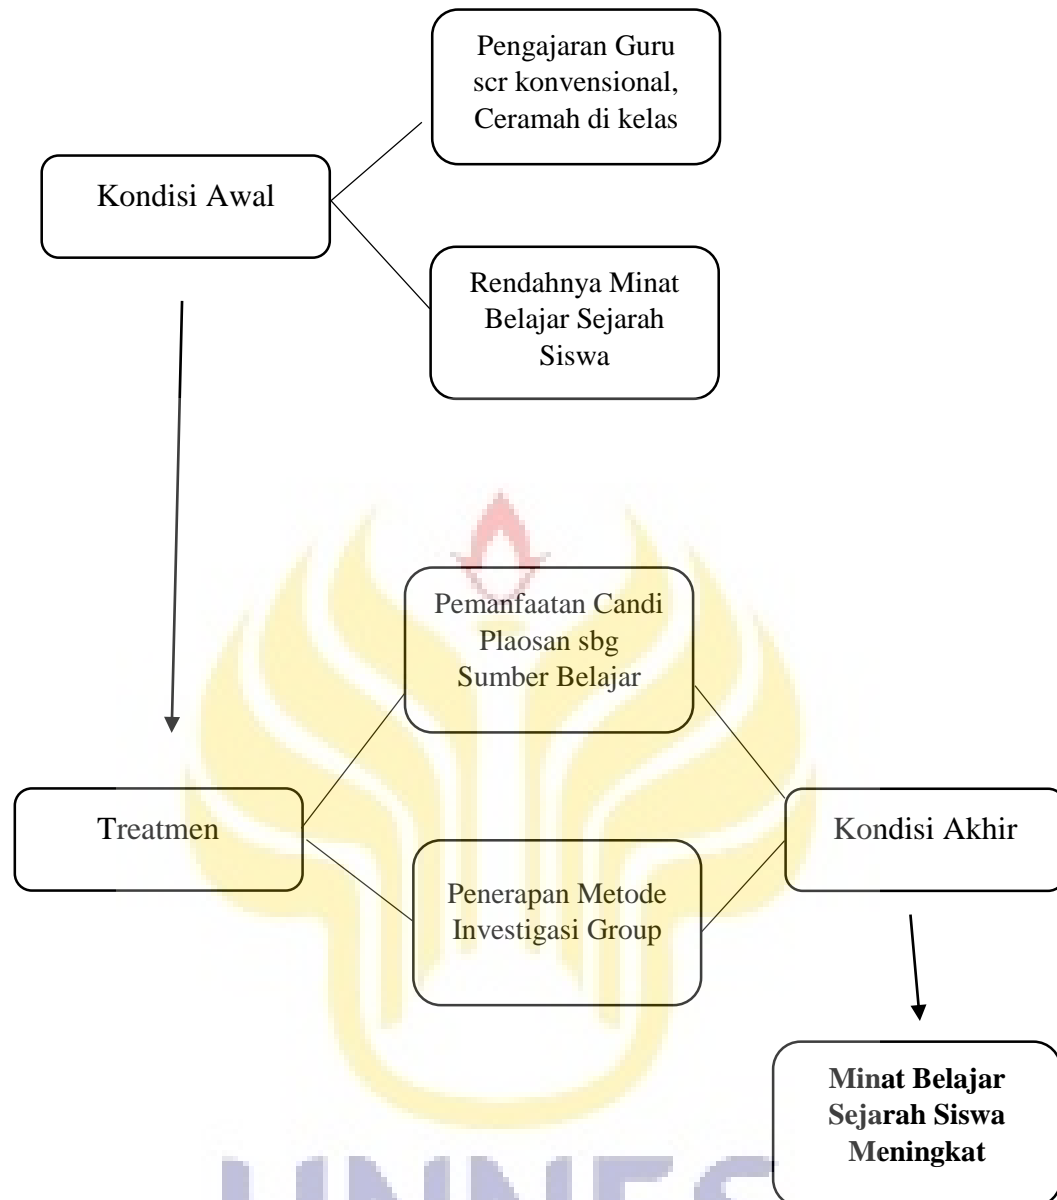 Pengajaran Guru
scr konvensional,
Ceramah di kelas
Kondisi Awal
Rendahnya Minat
Belajar Sejarah
Siswa
Pemanfaatan Candi
Plaosan sbg
Sumber Belajar
Treatmen
Kondisi Akhir
Penerapan Metode
Investigasi Group
Minat Belajar
Sejarah Siswa
Meningkat
UNNES